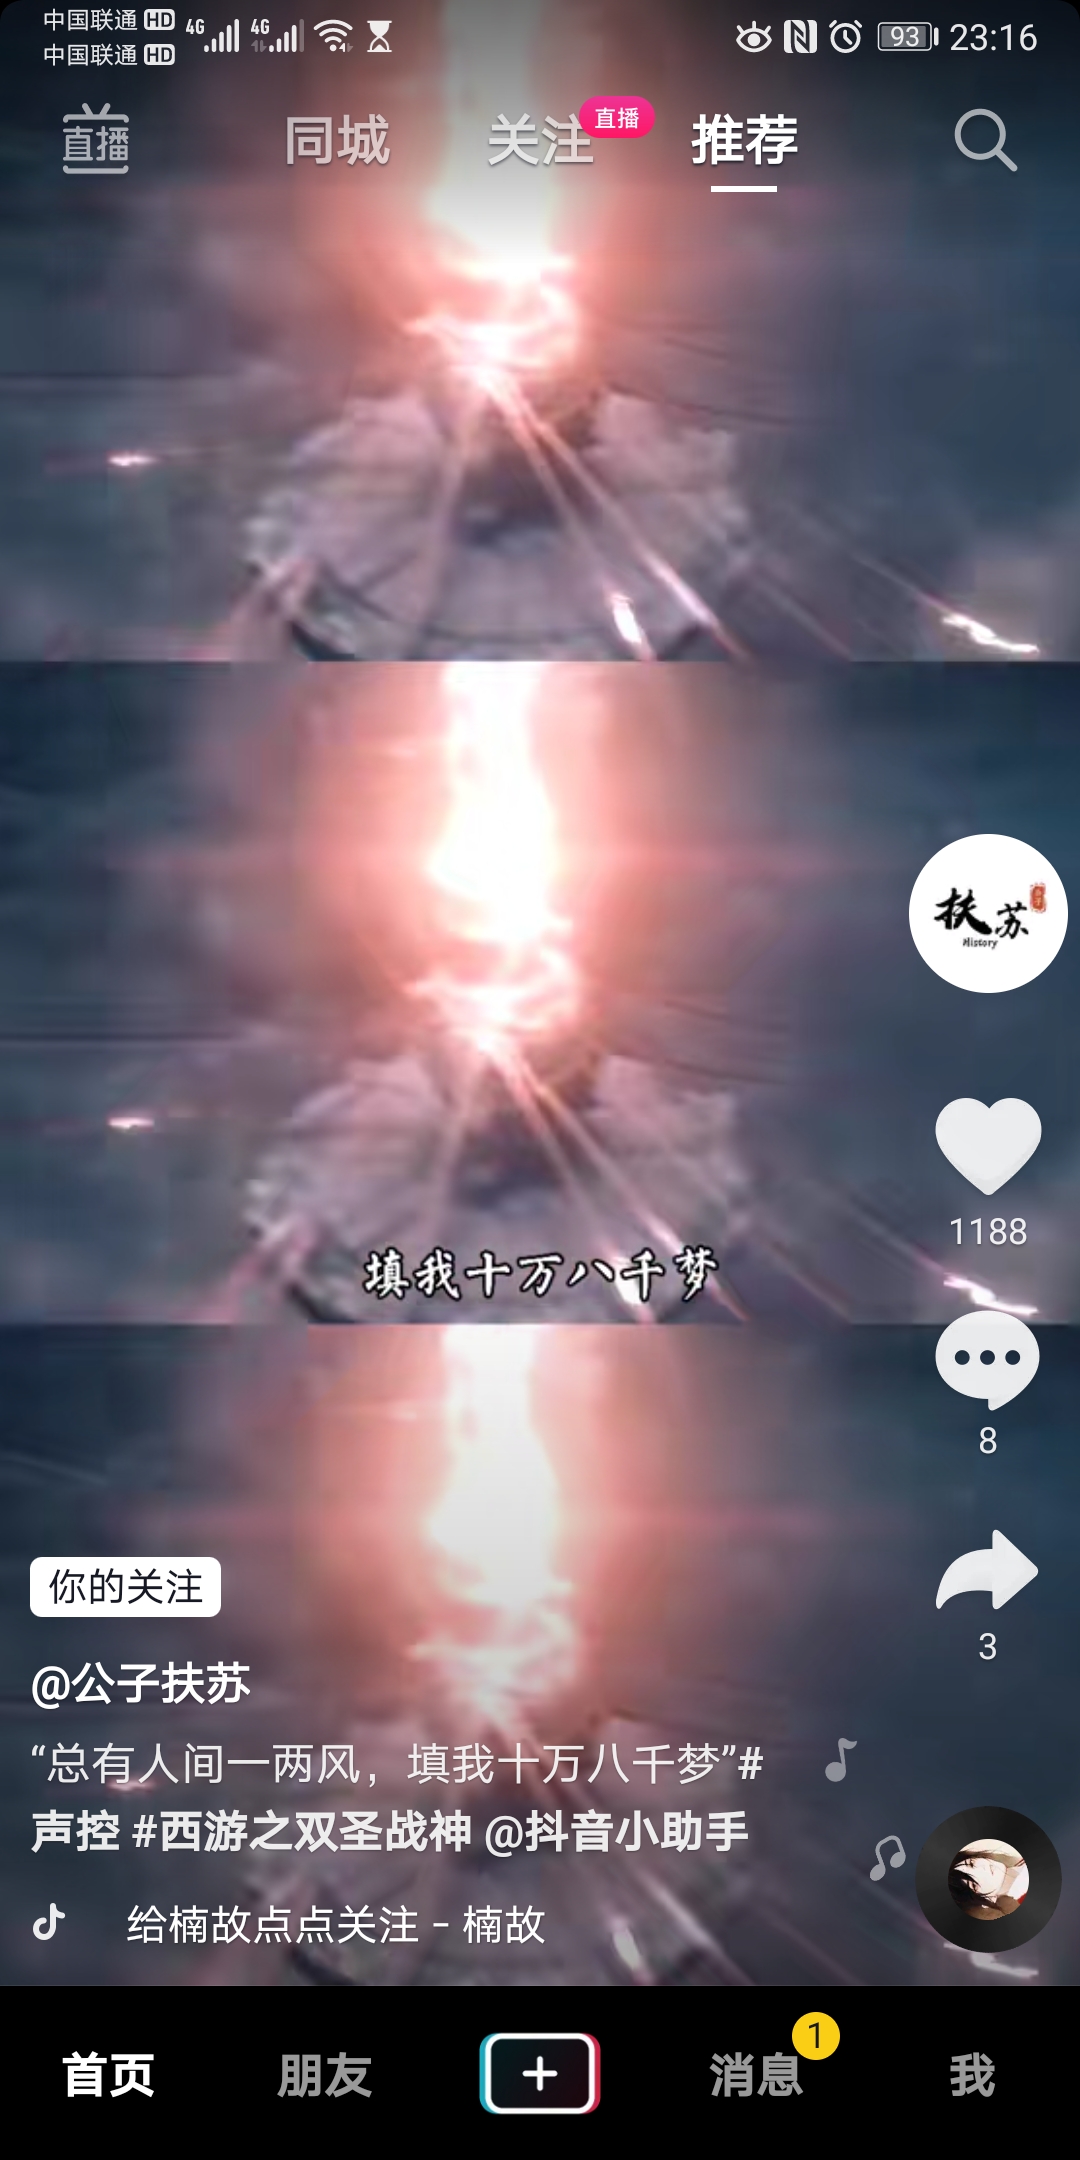 中国联通 HD 4G 4G 93 23:16
中国联通 HD
直播 同城 关注 直播 推荐
扶苏
History
1188
填我十万八千梦
8
你的关注
3
@公子扶苏
“总有人间一两风，填我十万八千梦”#
声控 #西游之双圣战神 @抖音小助手
给楠故点点关注 - 楠故
首页 朋友 消息 1 我